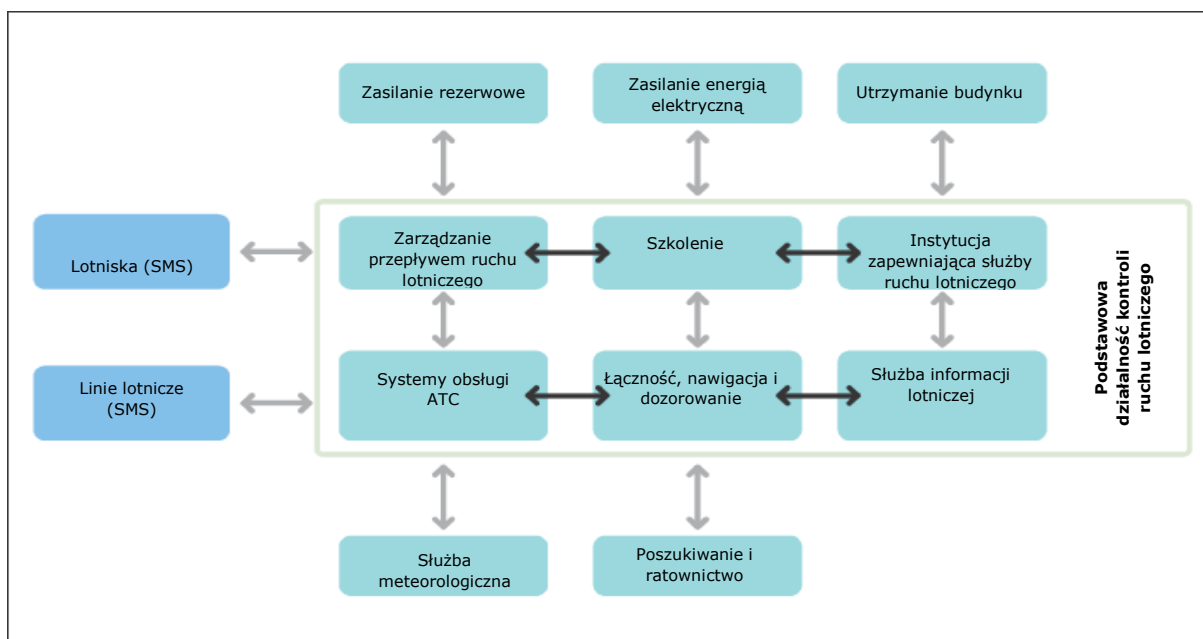 Zasilanie rezerwowe
Zasilanie energią
elektryczną
Utrzymanie budynku
Lotniska (SMS)
Zarządzanie
przepływem ruchu
lotniczego
Szkolenie
Instytucja
zapewniająca służby
ruchu lotniczego
Linie lotnicze
(SMS)
Systemy obsługi
ATC
Łączność, nawigacja i
dozorowanie
Służba informacji
lotniczej
Podstawowa
działalność kontroli
ruchu lotniczego
Służba
meteorologiczna
Poszukiwanie i
ratownictwo